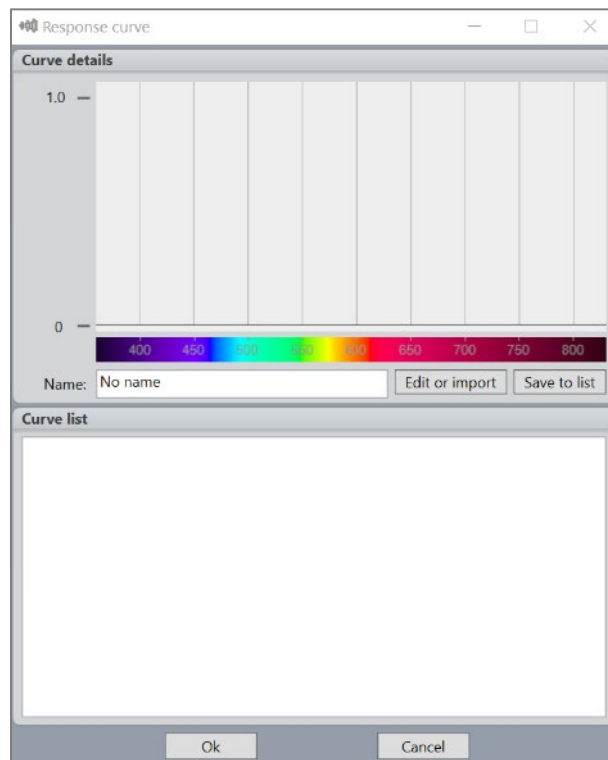 Response curve
Curve details
1.0
0
400 450 500 550 600 650 700 750 800
Name: No name Edit or import Save to list
Curve list
Ok Cancel